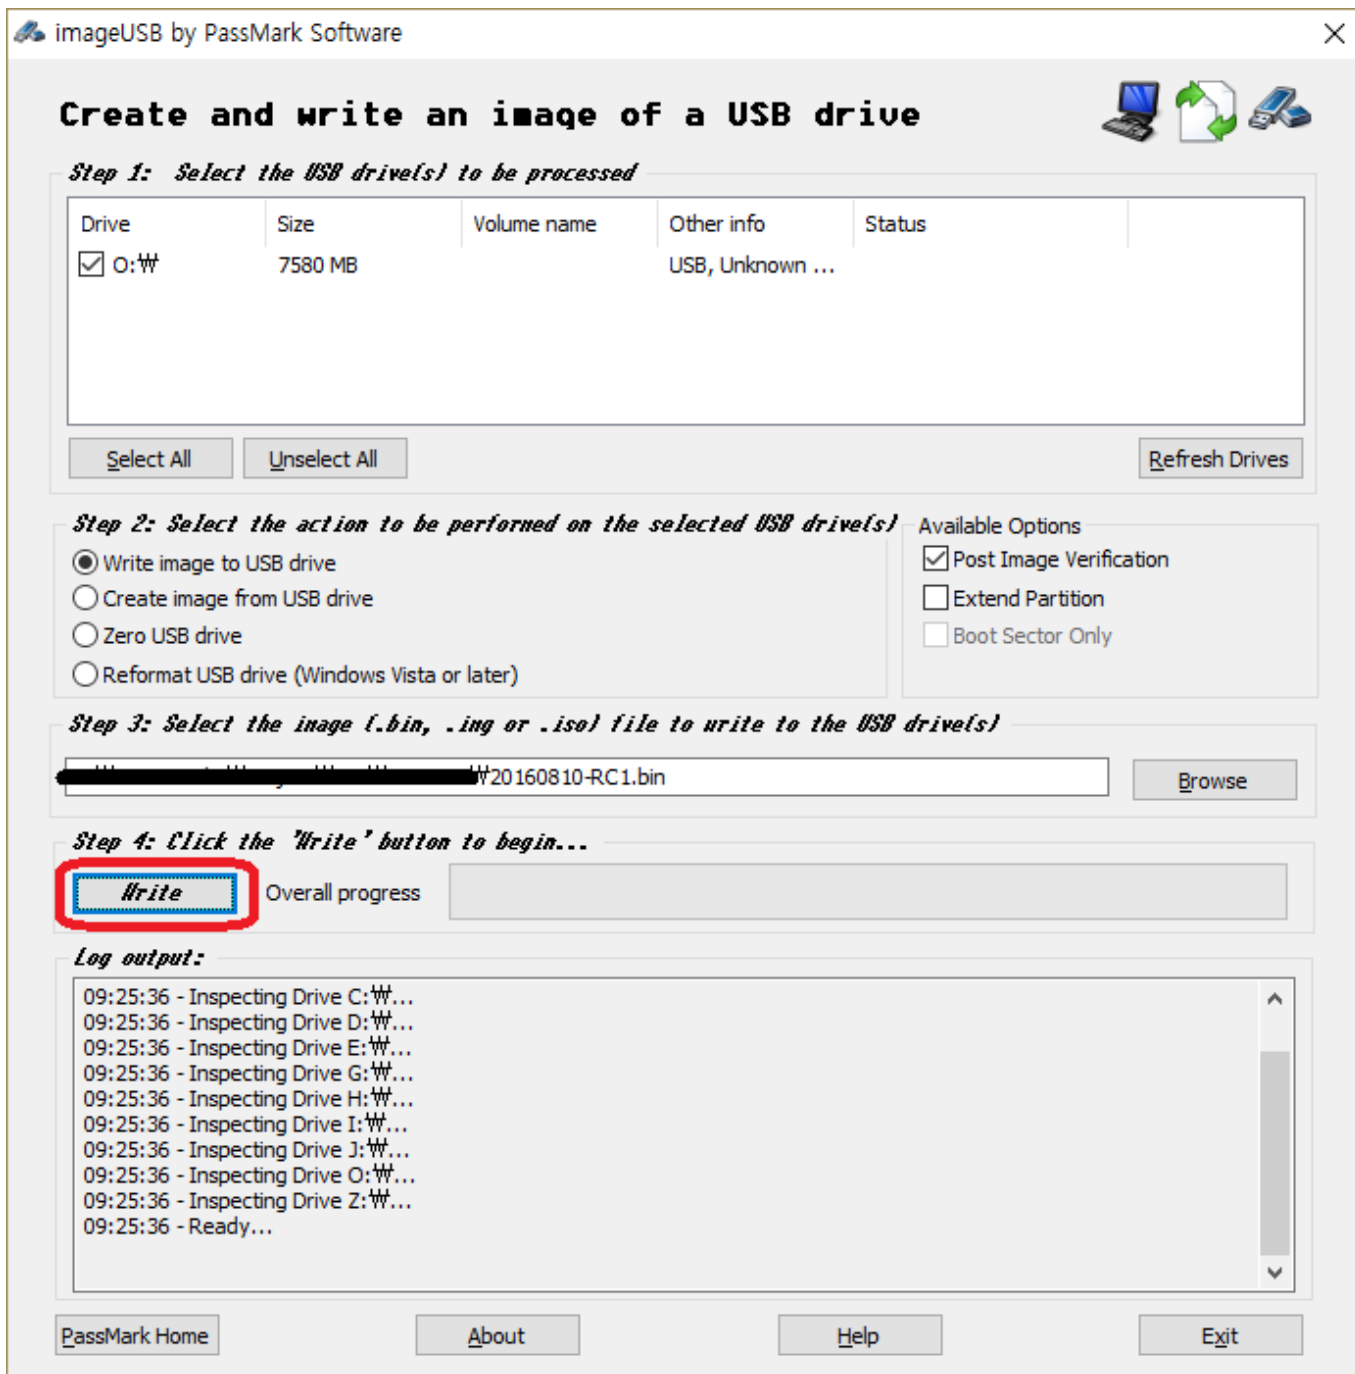 imageUSB by PassMark Software
Create and write an image of a USB drive
Step 1: Select the USB drive(s) to be processed
Drive Size Volume name Other info Status
O:₩ 7580 MB USB, Unknown ...
Select All Unselect All Refresh Drives
Step 2: Select the action to be performed on the selected USB drive(s) Available Options
Write image to USB drive Post Image Verification
Create image from USB drive Extend Partition
Zero USB drive Boot Sector Only
Reformat USB drive (Windows Vista or later)
Step 3: Select the image (.bin, .img or .iso) file to write to the USB drive(s)
₩20160810-RC1.bin Browse
Step 4: Click the 'Write' button to begin...
Write Overall progress
Log output:
09:25:36 - Inspecting Drive C:₩...
09:25:36 - Inspecting Drive D:₩...
09:25:36 - Inspecting Drive E:₩...
09:25:36 - Inspecting Drive G:₩...
09:25:36 - Inspecting Drive H:₩...
09:25:36 - Inspecting Drive I:₩...
09:25:36 - Inspecting Drive J:₩...
09:25:36 - Inspecting Drive O:₩...
09:25:36 - Inspecting Drive Z:₩...
09:25:36 - Ready...
PassMark Home About Help Exit